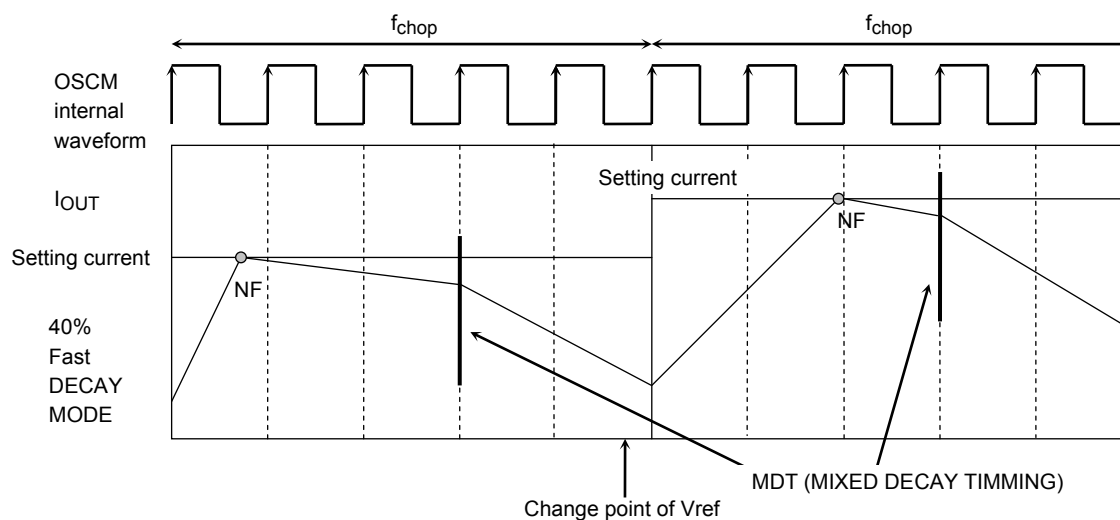 fchop
fchop
OSCM
internal
waveform
IOUT
Setting current
NF
Setting current
NF
40%
Fast
DECAY
MODE
MDT (MIXED DECAY TIMMING)
Change point of Vref